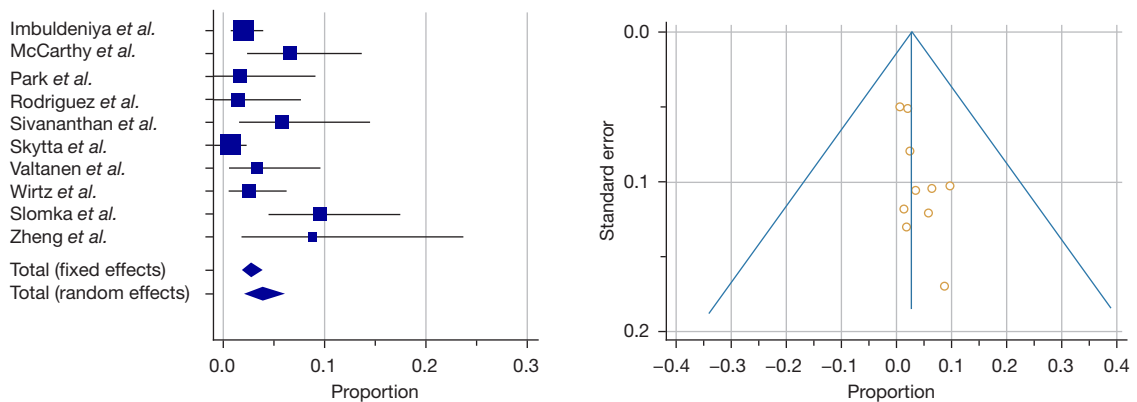 Imbuldeniya et al.
McCarthy et al.
Park et al.
Rodriguez et al.
Sivananthan et al.
Skytta et al.
Valtanen et al.
Wirtz et al.
Slomka et al.
Zheng et al.
Total (fixed effects)
Total (random effects)
0.0 0.1 0.2 0.3
Proportion
Standard error
0.0
0.1
0.2
−0.4 −0.3 −0.2 −0.1 0.0 0.1 0.2 0.3 0.4
Proportion